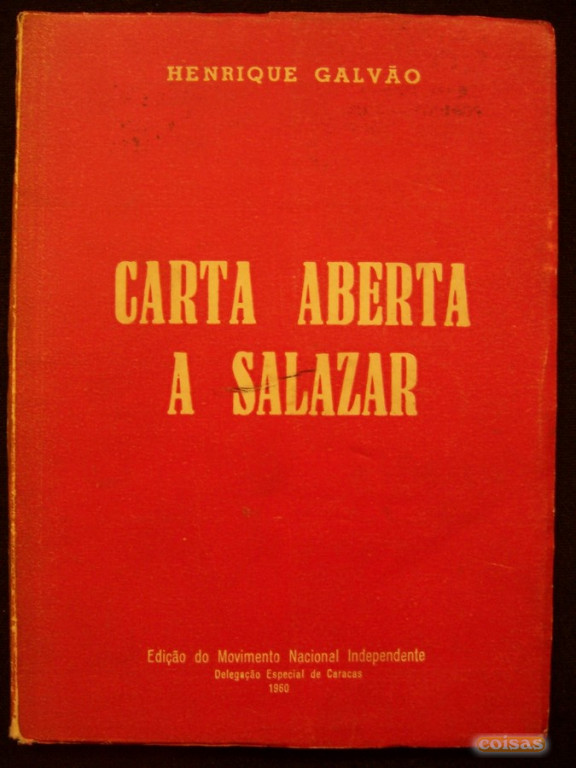 HENRIQUE GALVÃO
CARTA ABERTA
A SALAZAR
Edição do Movimento Nacional Independente
Delegação Especial de Caracas
1960
coisas